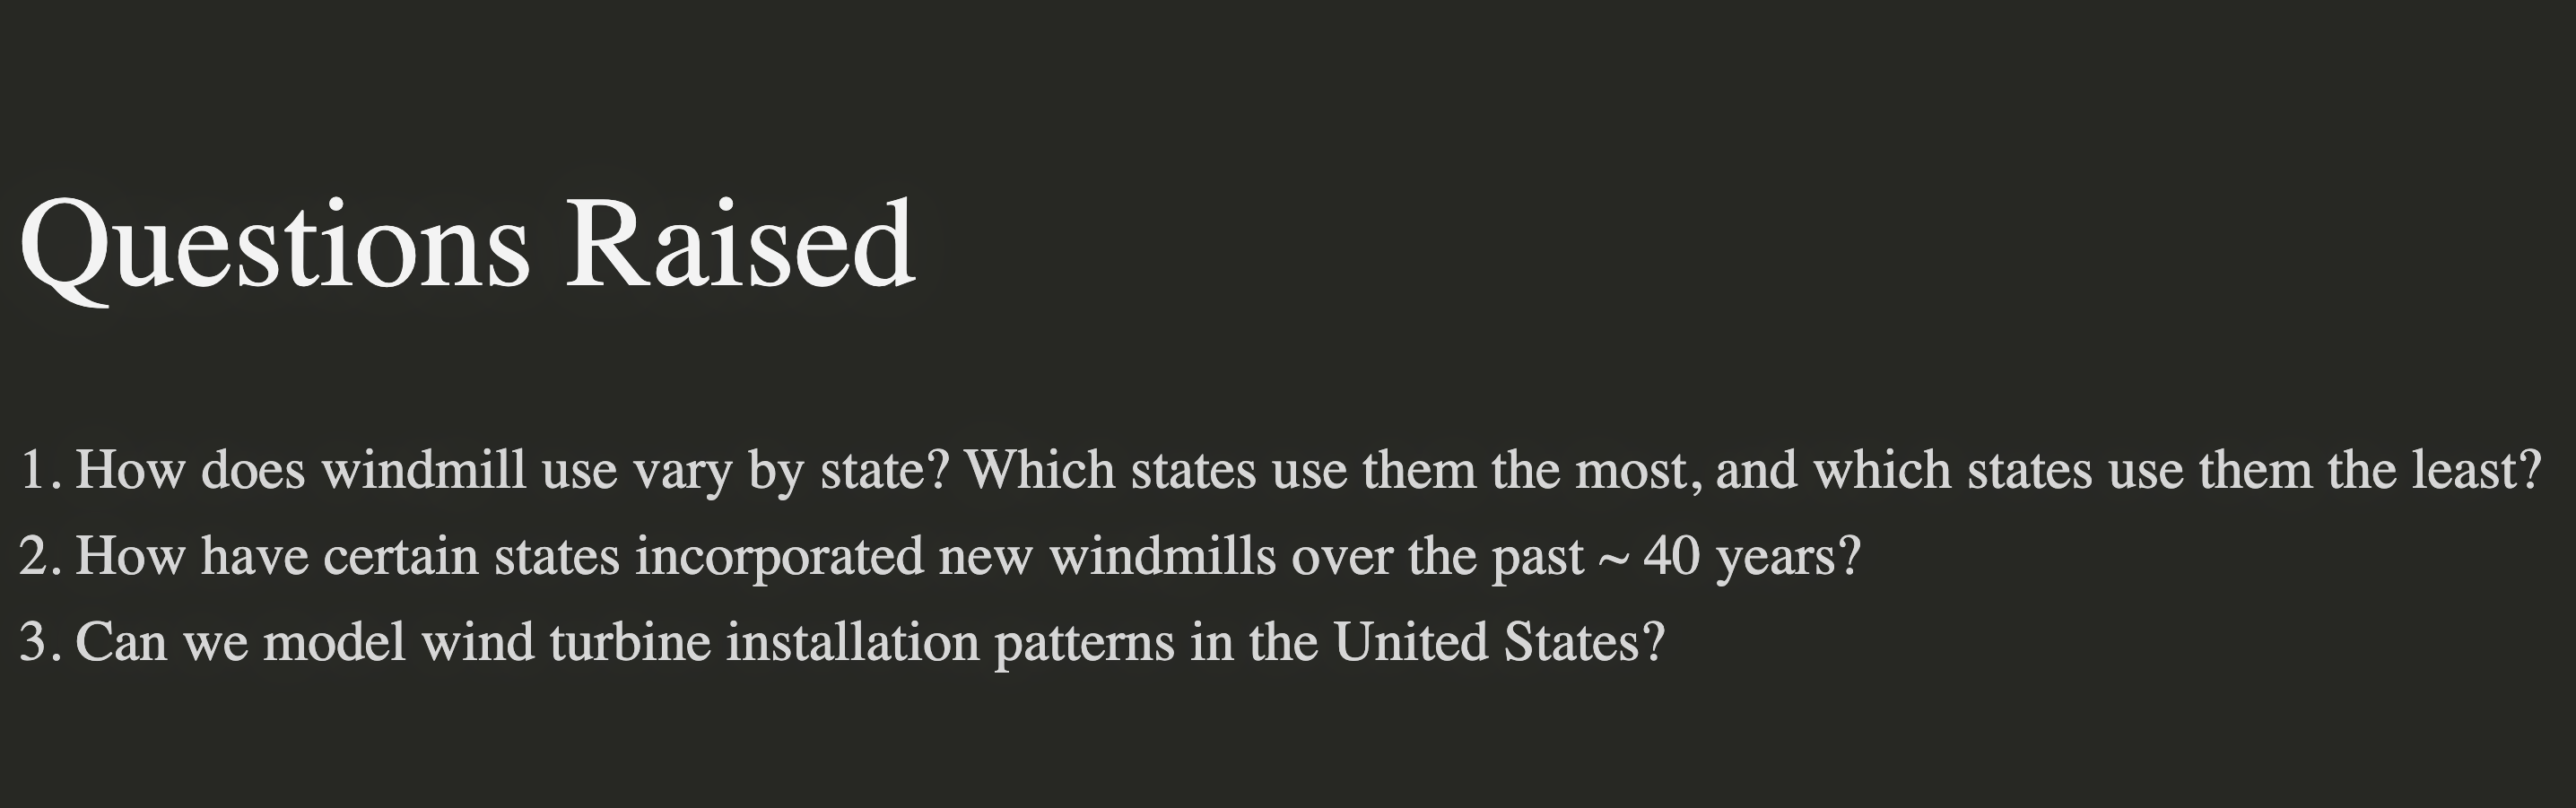 Questions Raised
1. How does windmill use vary by state? Which states use them the most, and which states use them the least?
2. How have certain states incorporated new windmills over the past ~ 40 years?
3. Can we model wind turbine installation patterns in the United States?